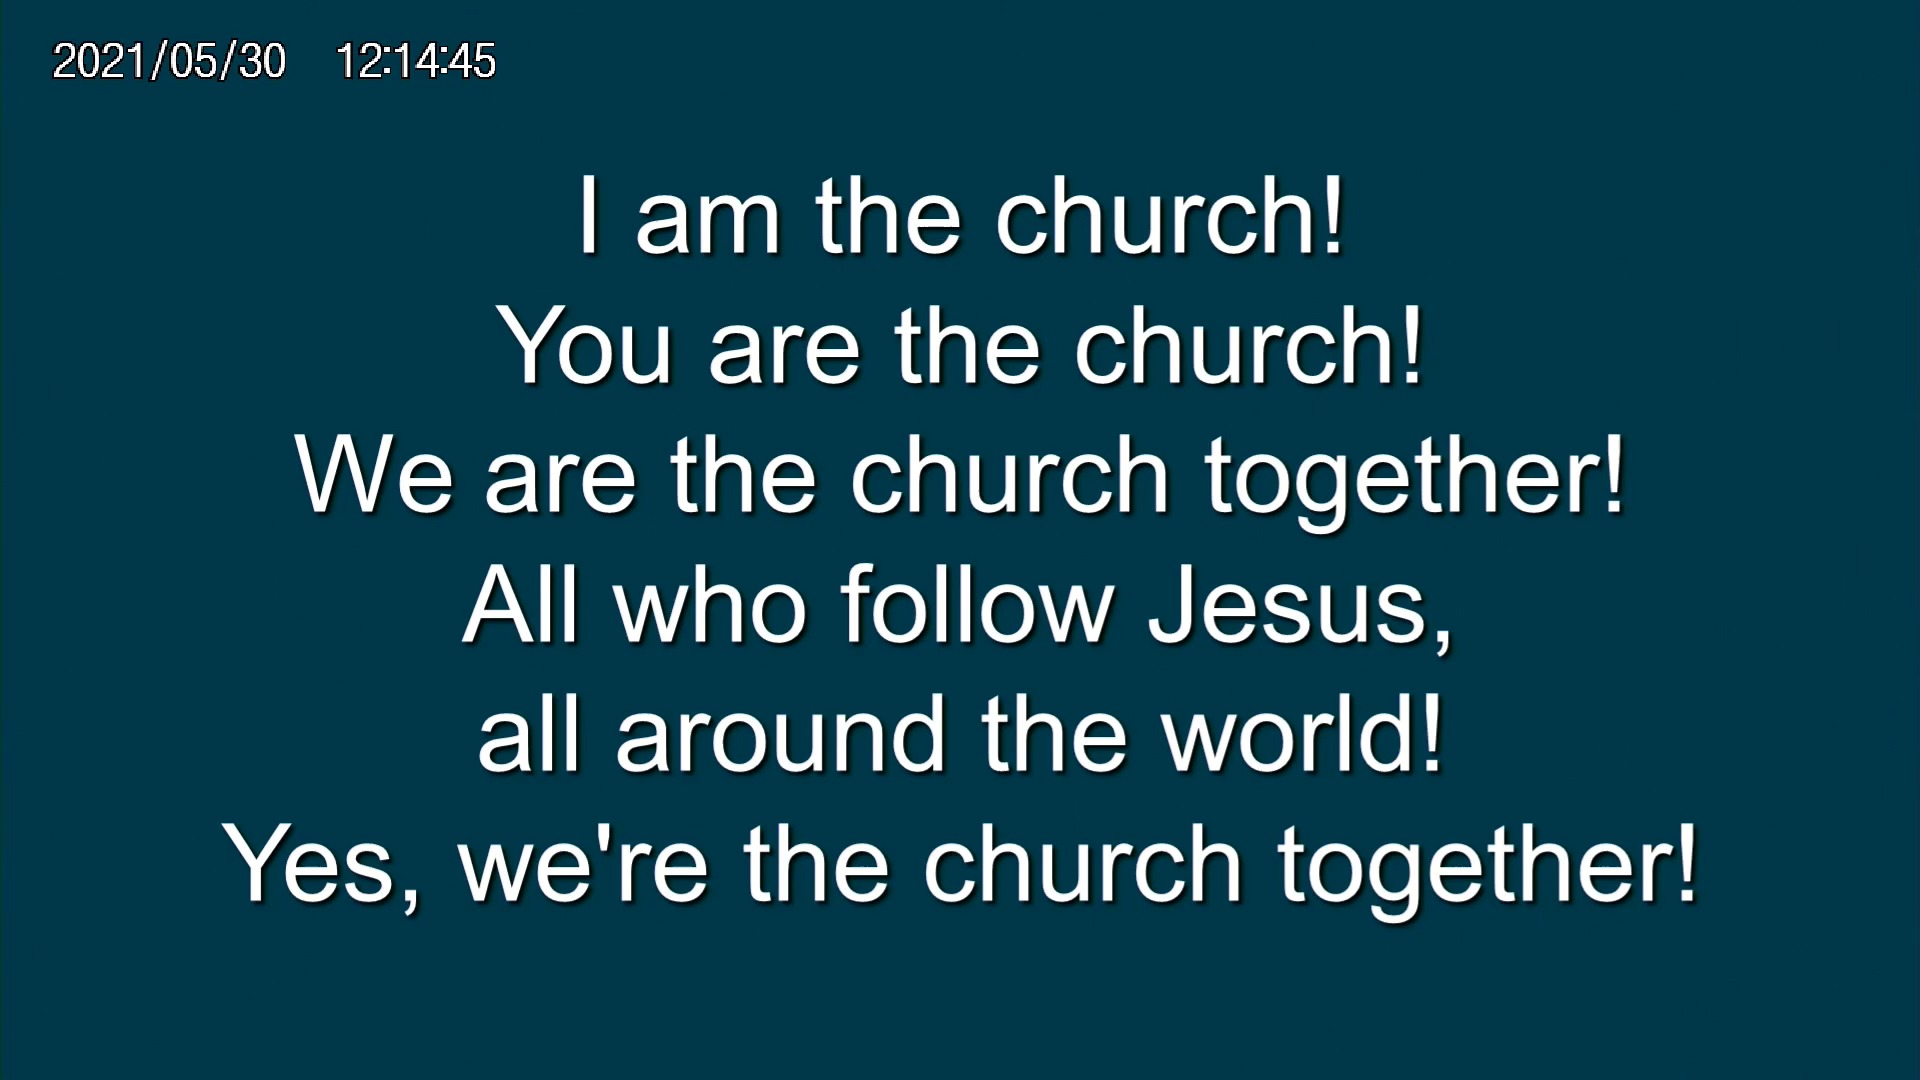 2021/05/30 12:14:45
I am the church!
You are the church!
We are the church together!
All who follow Jesus,
all around the world!
Yes, we're the church together!